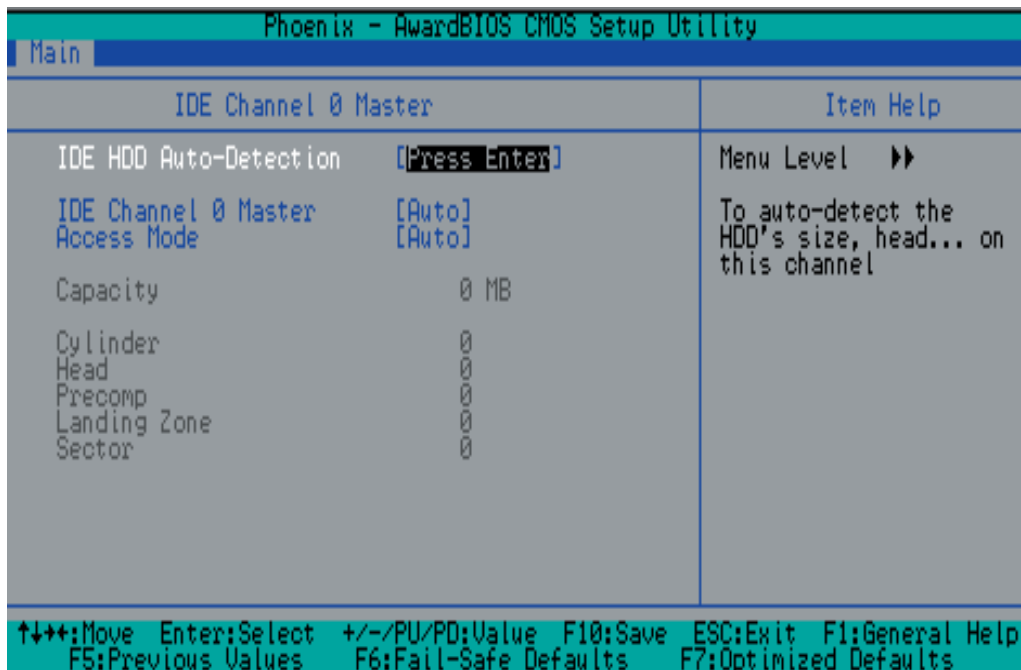 Phoenix - AwardBIOS CMOS Setup Utility
Main
IDE Channel 0 Master
Item Help
IDE HDD Auto-Detection [Press Enter]
IDE Channel 0 Master [Auto]
Access Mode [Auto]
Capacity 0 MB
Cylinder 0
Head 0
Precomp 0
Landing Zone 0
Sector 0
Menu Level ▶▶
To auto-detect the
HDD's size, head... on
this channel
↑↓→←:Move Enter:Select +/-/PU/PD:Value F10:Save ESC:Exit F1:General Help
F5:Previous Values F6:Fail-Safe Defaults F7:Optimized Defaults